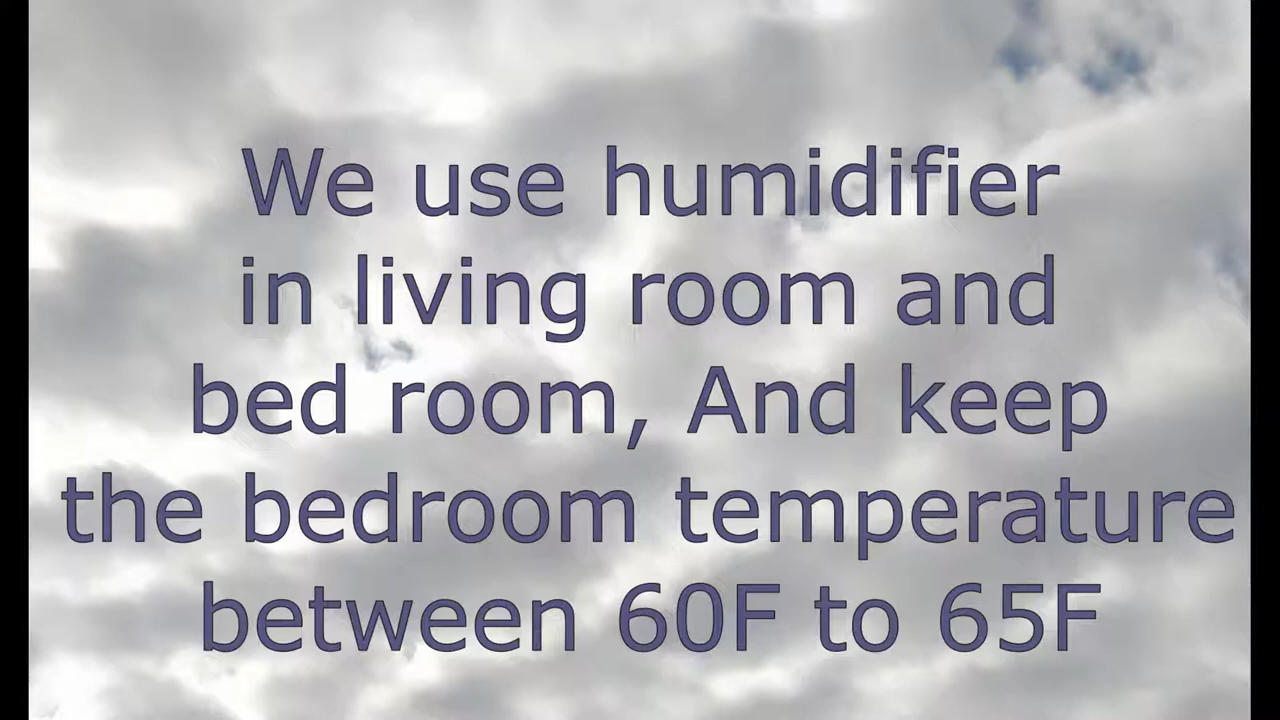 We use humidifier
in living room and
bed room, And keep
the bedroom temperature
between 60F to 65F